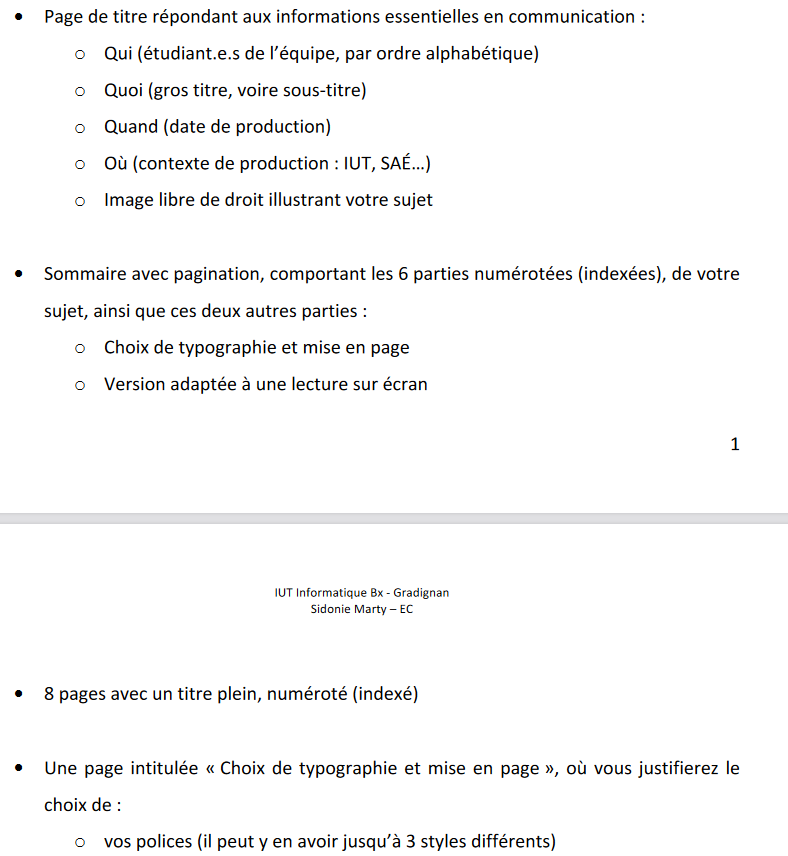 • Page de titre répondant aux informations essentielles en communication :
o Qui (étudiant.e.s de l’équipe, par ordre alphabétique)
o Quoi (gros titre, voire sous-titre)
o Quand (date de production)
o Où (contexte de production : IUT, SAÉ…)
o Image libre de droit illustrant votre sujet
• Sommaire avec pagination, comportant les 6 parties numérotées (indexées), de votre
sujet, ainsi que ces deux autres parties :
o Choix de typographie et mise en page
o Version adaptée à une lecture sur écran
1
IUT Informatique Bx - Gradignan
Sidonie Marty – EC
• 8 pages avec un titre plein, numéroté (indexé)
• Une page intitulée « Choix de typographie et mise en page », où vous justifierez le
choix de :
o vos polices (il peut y en avoir jusqu’à 3 styles différents)